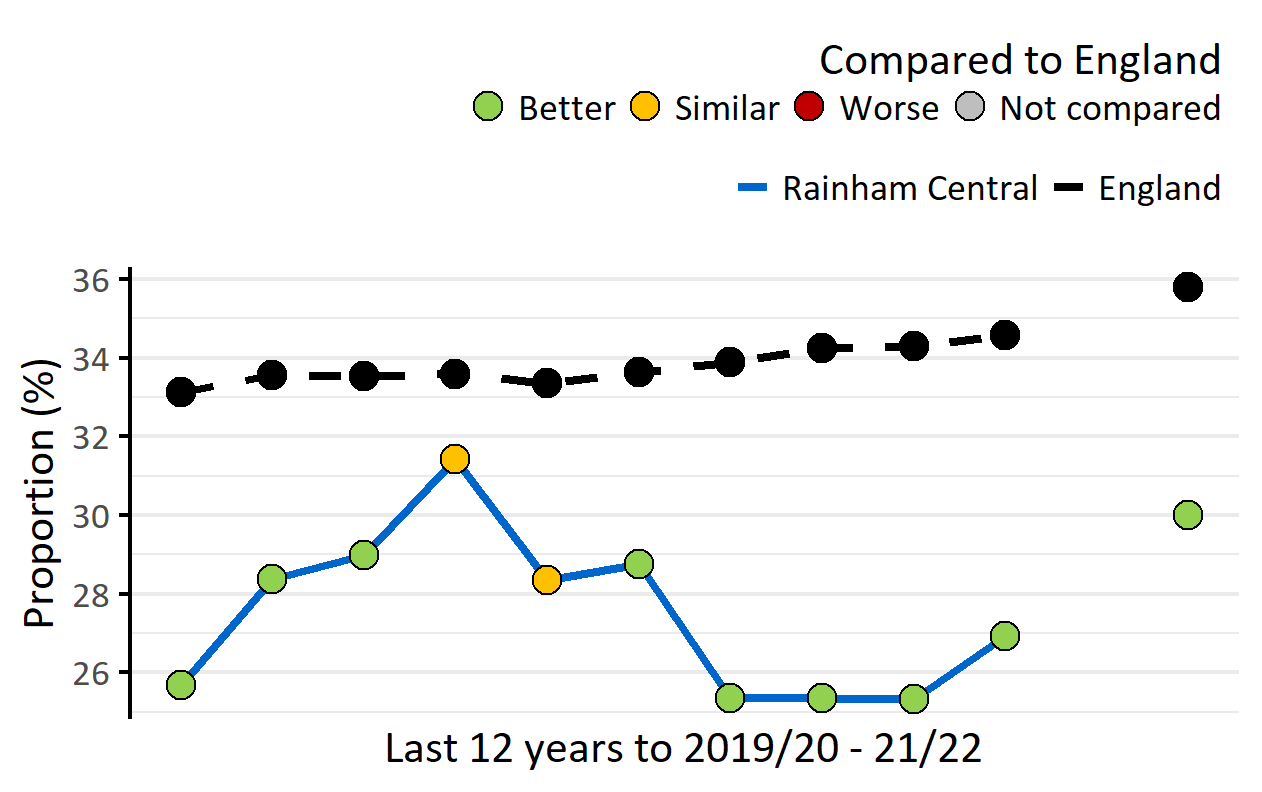 Compared to England
Better Similar Worse Not compared
Rainham Central England
36
34
32
30
28
26
Proportion (%)
Last 12 years to 2019/20 - 21/22